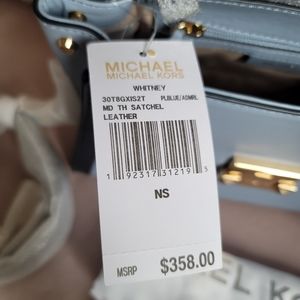 MICHAEL
MICHAEL KORS
WHITNEY
30T8GXIS2T PLBLUE/ADMRL
MD TH SATCHEL
LEATHER
1 92317 31219 5
NS
MSRP $358.00